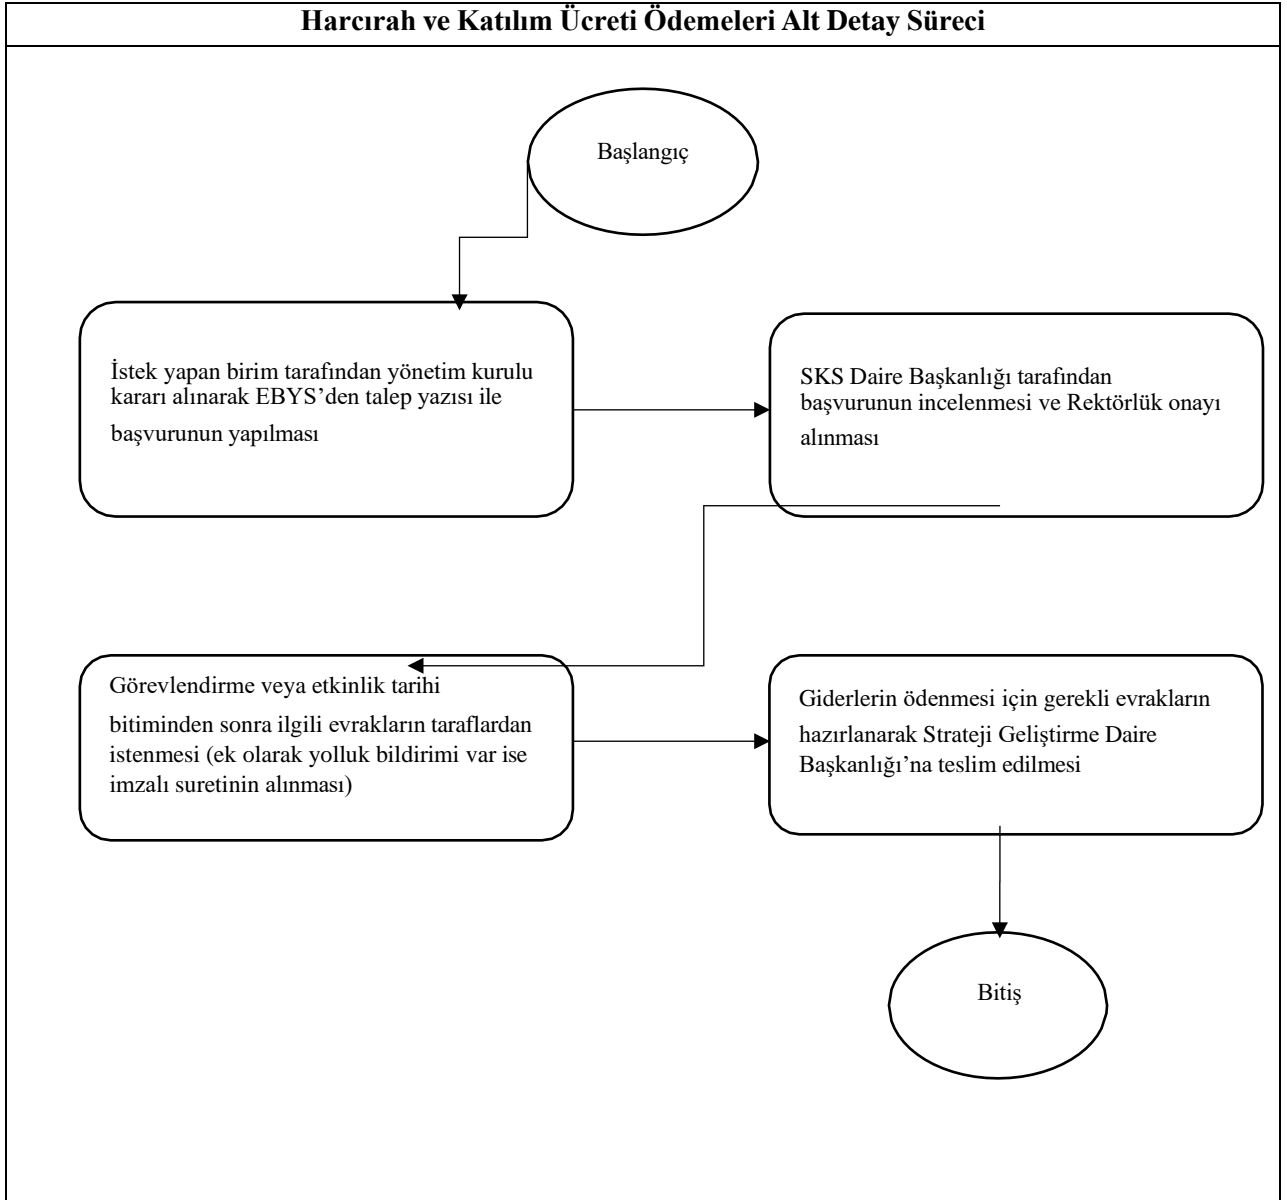 Harcırah ve Katılım Ücreti Ödemeleri Alt Detay Süreci
Başlangıç
İstek yapan birim tarafından yönetim kurulu
kararı alınarak EBYS’den talep yazısı ile
başvurunun yapılması
SKS Daire Başkanlığı tarafından
başvurunun incelenmesi ve Rektörlük onayı
alınması
Görevlendirme veya etkinlik tarihi
bitiminden sonra ilgili evrakların taraflardan
istenmesi (ek olarak yolluk bildirimi var ise
imzalı suretinin alınması)
Giderlerin ödenmesi için gerekli evrakların
hazırlanarak Strateji Geliştirme Daire
Başkanlığı’na teslim edilmesi
Bitiş